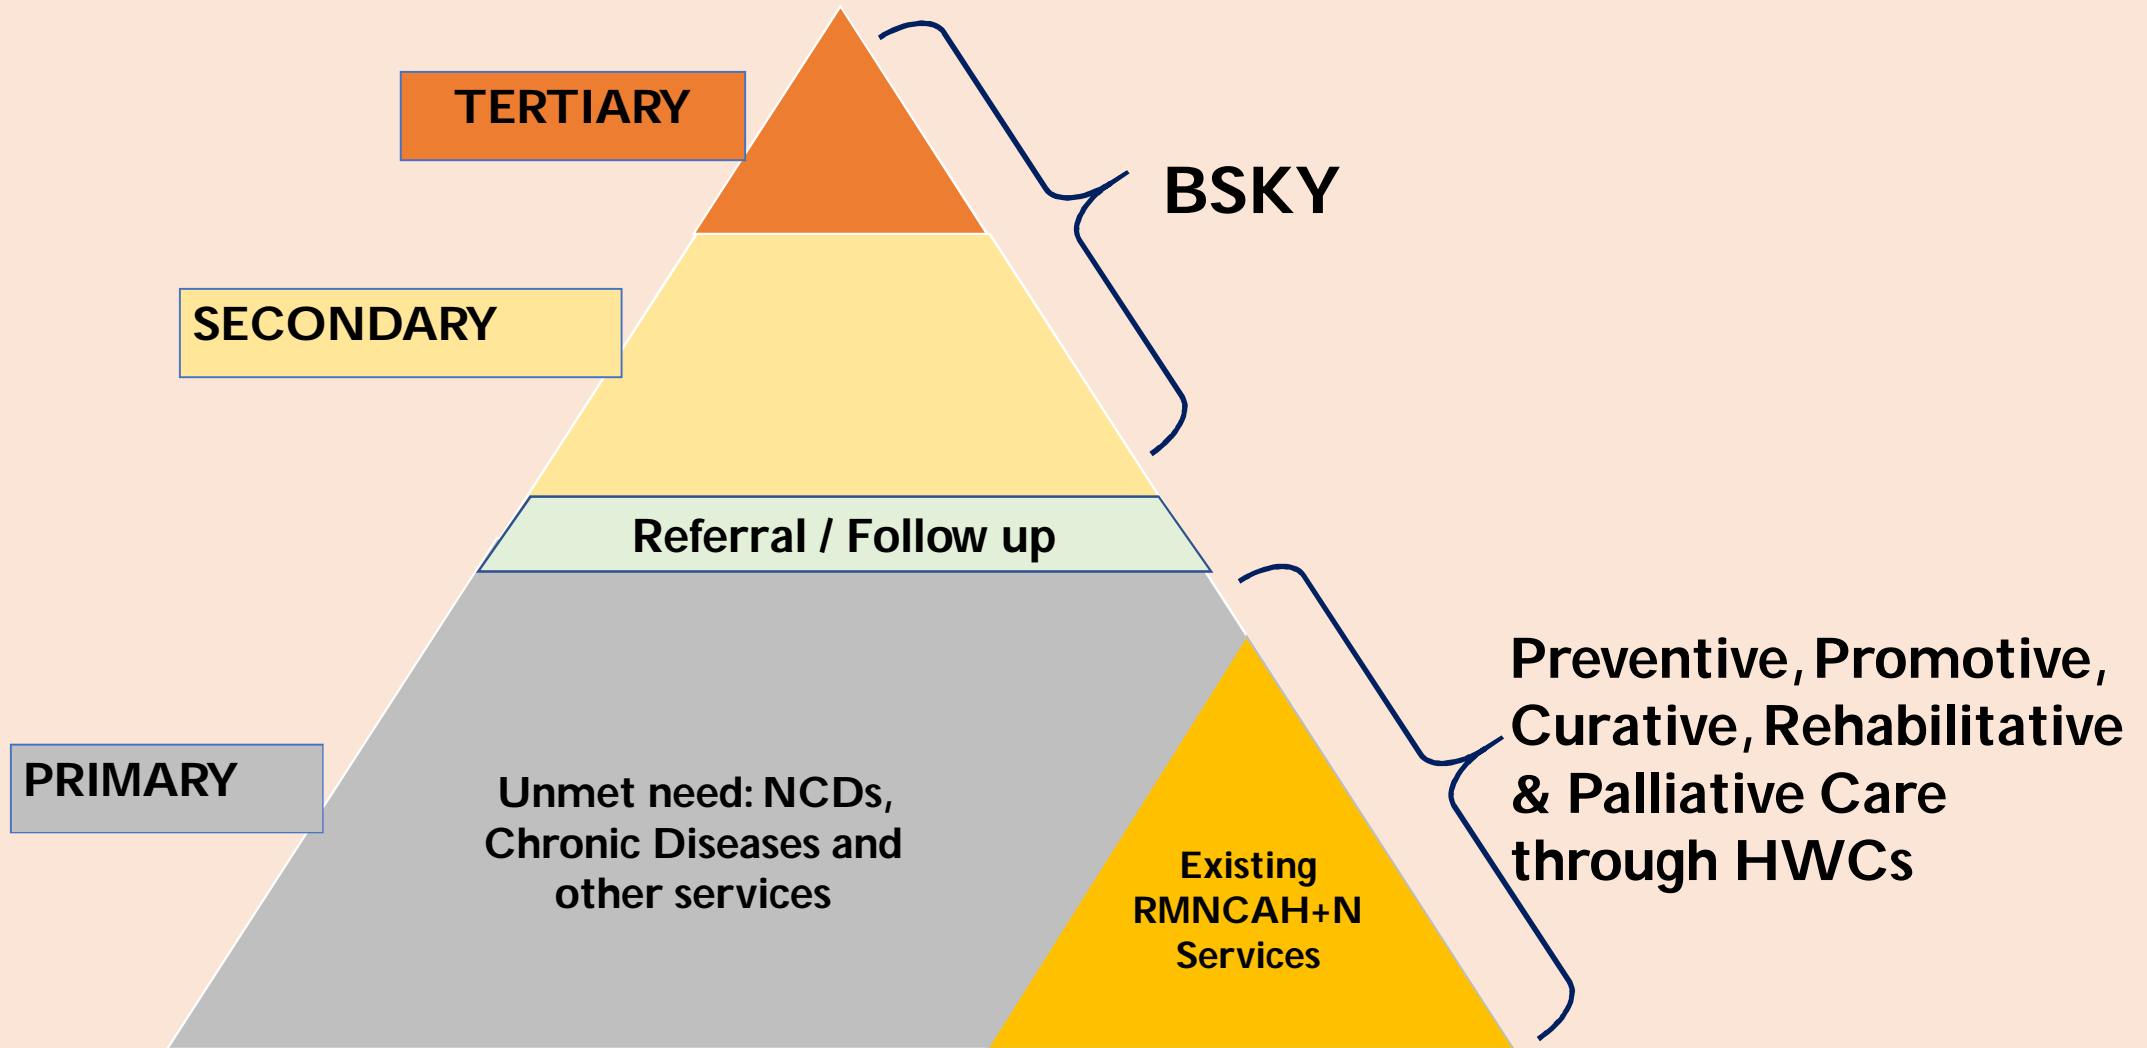 TERTIARY
BSKY
SECONDARY
Referral / Follow up
Preventive, Promotive,
Curative, Rehabilitative
& Palliative Care
through HWCs
PRIMARY
Unmet need: NCDs,
Chronic Diseases and
other services
Existing
RMNCAH+N
Services